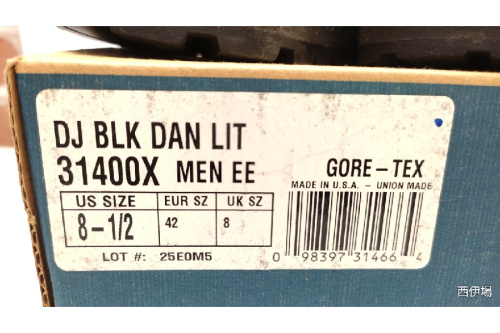 DJ BLK DAN LIT
31400X MEN EE
GORE-TEX
MADE IN U.S.A. - UNION MADE
US SIZE EUR SZ UK SZ
8-1/2 42 8
LOT #: 25E0M5
0 98397 31466 4
西伊場